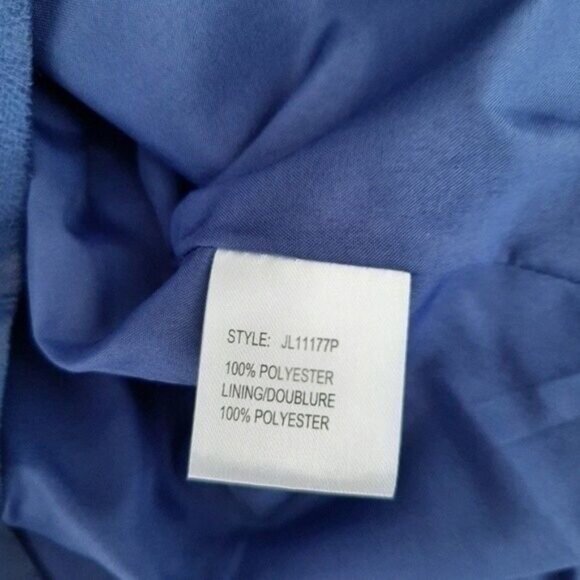 STYLE: JL11177P
100% POLYESTER
LINING/DOUBLURE
100% POLYESTER